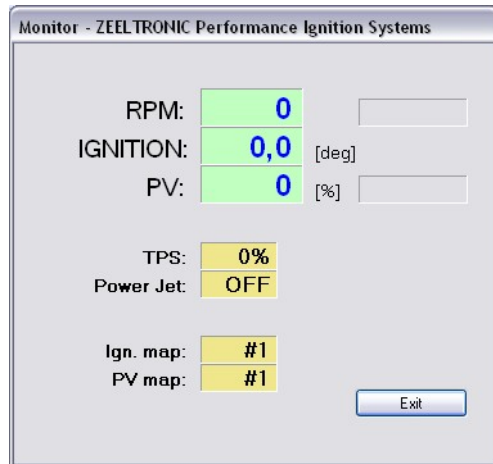 Monitor - ZEELTRONIC Performance Ignition Systems
RPM: 0
IGNITION: 0,0 [deg]
PV: 0 [%]
TPS: 0%
Power Jet: OFF
Ign. map: #1
PV map: #1
Exit